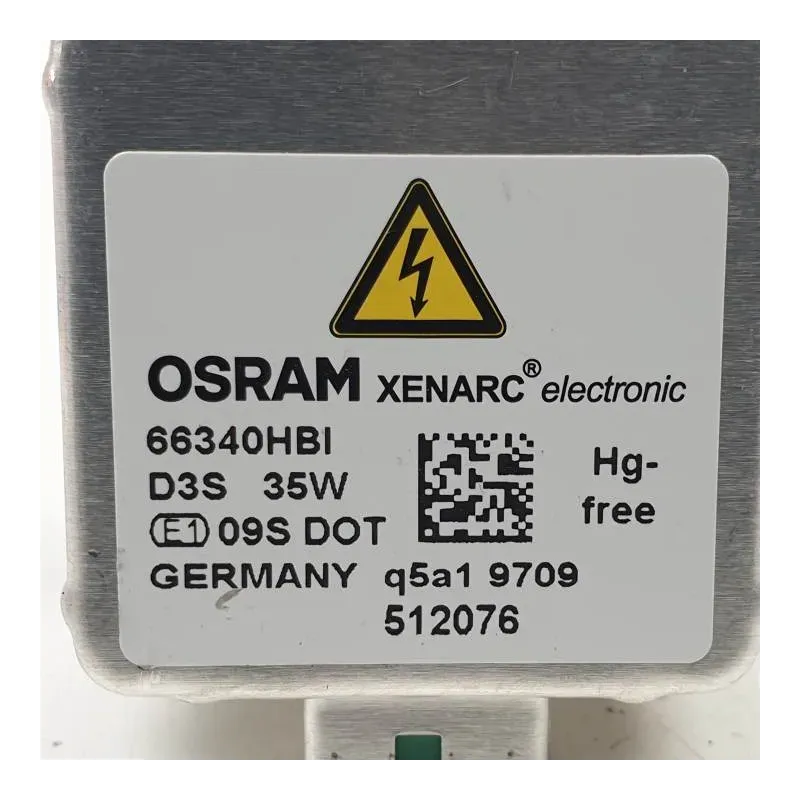 OSRAM XENARC® electronic
66340HBI
D3S 35W
Hg-
free
E1 09S DOT
GERMANY q5a1 9709
512076